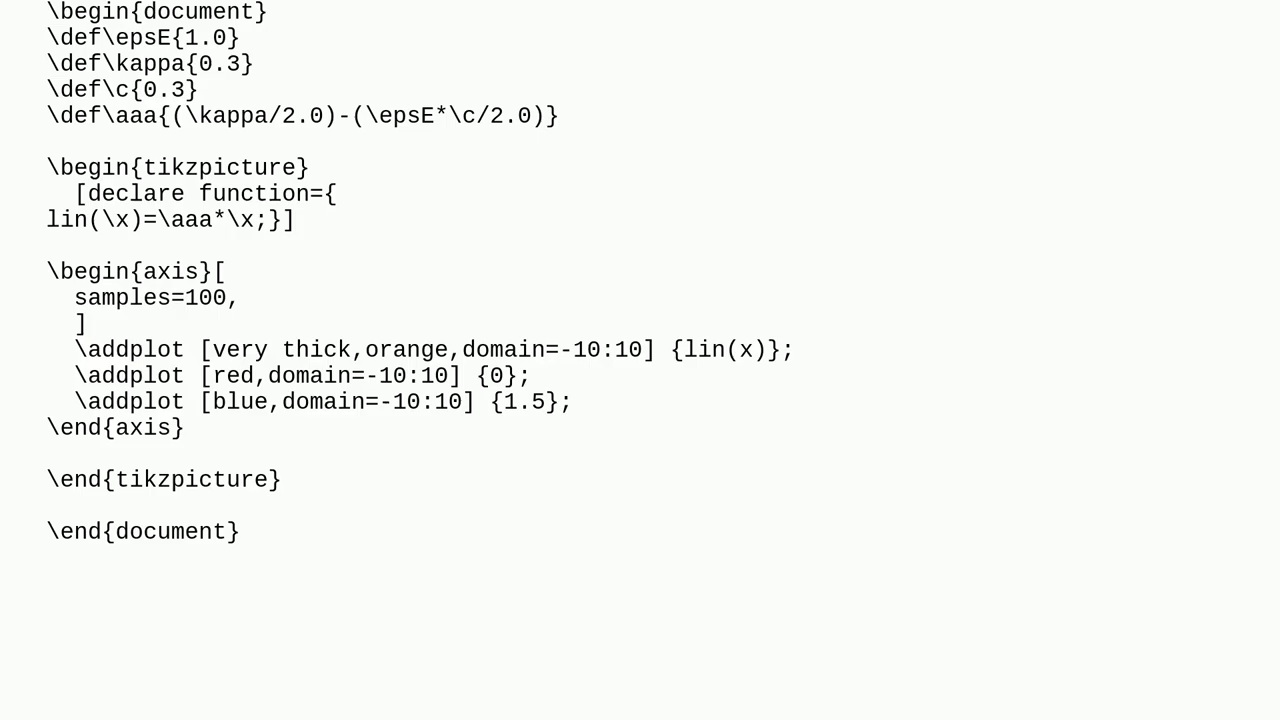 \begin{document}
\def\epsE{1.0}
\def\kappa{0.3}
\def\c{0.3}
\def\aaa{(\kappa/2.0)-(\epsE*\c/2.0)}

\begin{tikzpicture}
  [declare function={
lin(\x)=\aaa*\x;}]

\begin{axis}[
  samples=100,
  ]
  \addplot [very thick,orange,domain=-10:10] {lin(x)};
  \addplot [red,domain=-10:10] {0};
  \addplot [blue,domain=-10:10] {1.5};
\end{axis}

\end{tikzpicture}

\end{document}